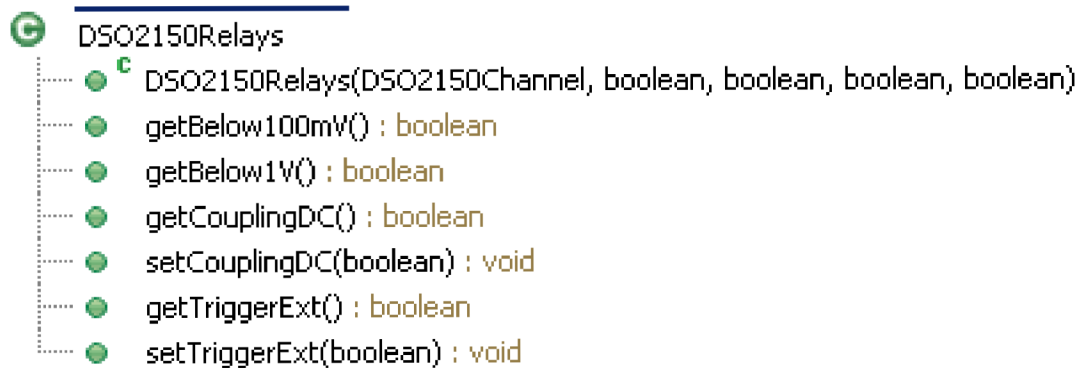 DSO2150Relays
C DSO2150Relays(DSO2150Channel, boolean, boolean, boolean, boolean)
getBelow100mV() : boolean
getBelow1V() : boolean
getCouplingDC() : boolean
setCouplingDC(boolean) : void
getTriggerExt() : boolean
setTriggerExt(boolean) : void